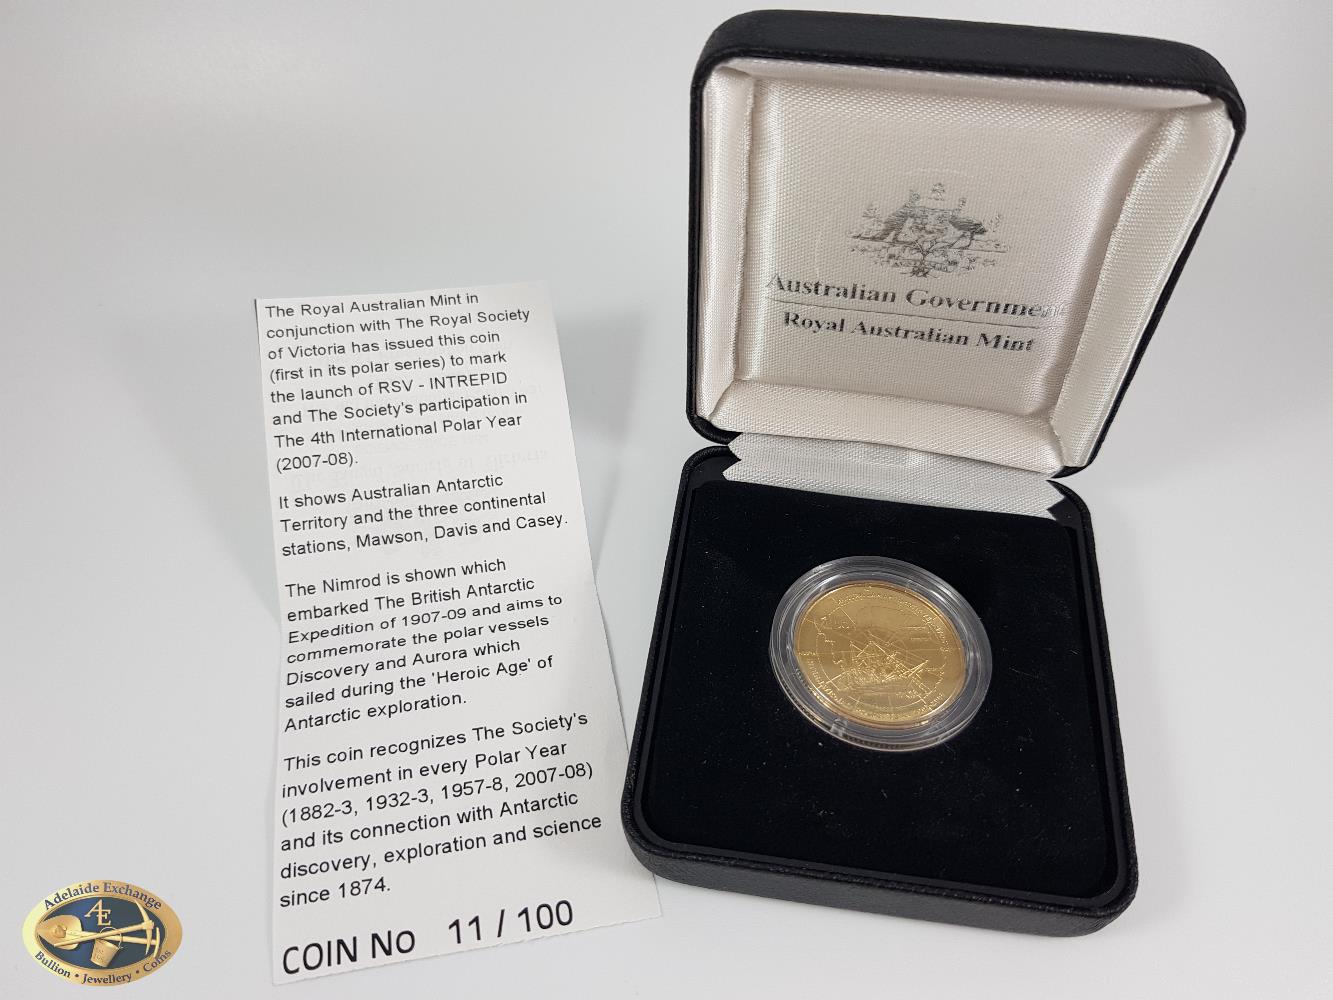 The Royal Australian Mint in
conjunction with The Royal Society
of Victoria has issued this coin
(first in its polar series) to mark
the launch of RSV - INTREPID
and The Society's participation in
The 4th International Polar Year
(2007-08).
It shows Australian Antarctic
Territory and the three continental
stations, Mawson, Davis and Casey.
The Nimrod is shown which
embarked The British Antarctic
Expedition of 1907-09 and aims to
commemorate the polar vessels
Discovery and Aurora which
sailed during the 'Heroic Age' of
Antarctic exploration.
This coin recognizes The Society's
involvement in every Polar Year
(1882-3, 1932-3, 1957-8, 2007-08)
and its connection with Antarctic
discovery, exploration and science
since 1874.
COIN NO 11 / 100
Australian Government
Royal Australian Mint
Adelaide Exchange
AE
Bullion • Jewellery • Coins